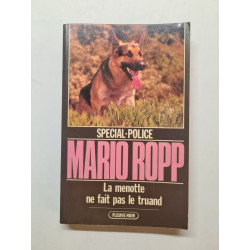 SPECIAL-POLICE
MARIO ROPP
La menotte
ne fait pas le truand
FLEUVE NOIR